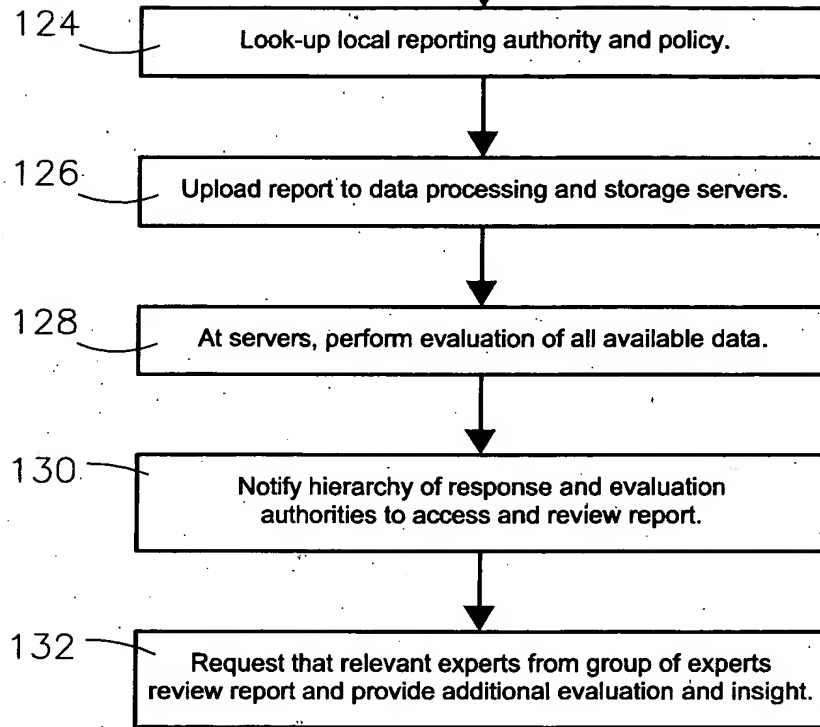 124
Look-up local reporting authority and policy.
126
Upload report to data processing and storage servers.
128
At servers, perform evaluation of all available data.
130
Notify hierarchy of response and evaluation
authorities to access and review report.
132
Request that relevant experts from group of experts
review report and provide additional evaluation and insight.